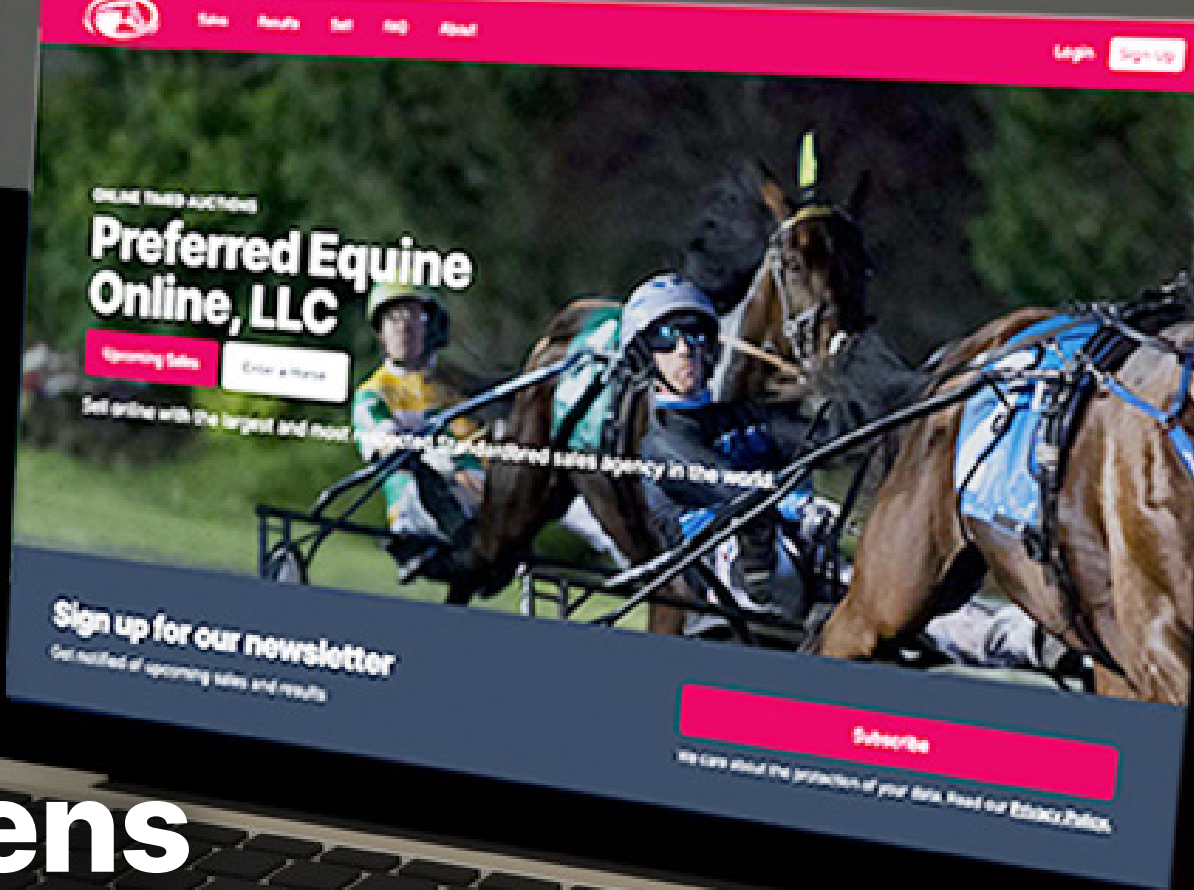 Sales Results Sell FAQ About
Login Sign Up
ONLINE TIMED AUCTIONS
Preferred Equine
Online, LLC
Upcoming Sales Enter a Horse
Sell online with the largest and most respected Standardbred sales agency in the world.
Sign up for our newsletter
Get notified of upcoming sales and results
Subscribe
We care about the protection of your data. Read our Privacy Policy.
ens